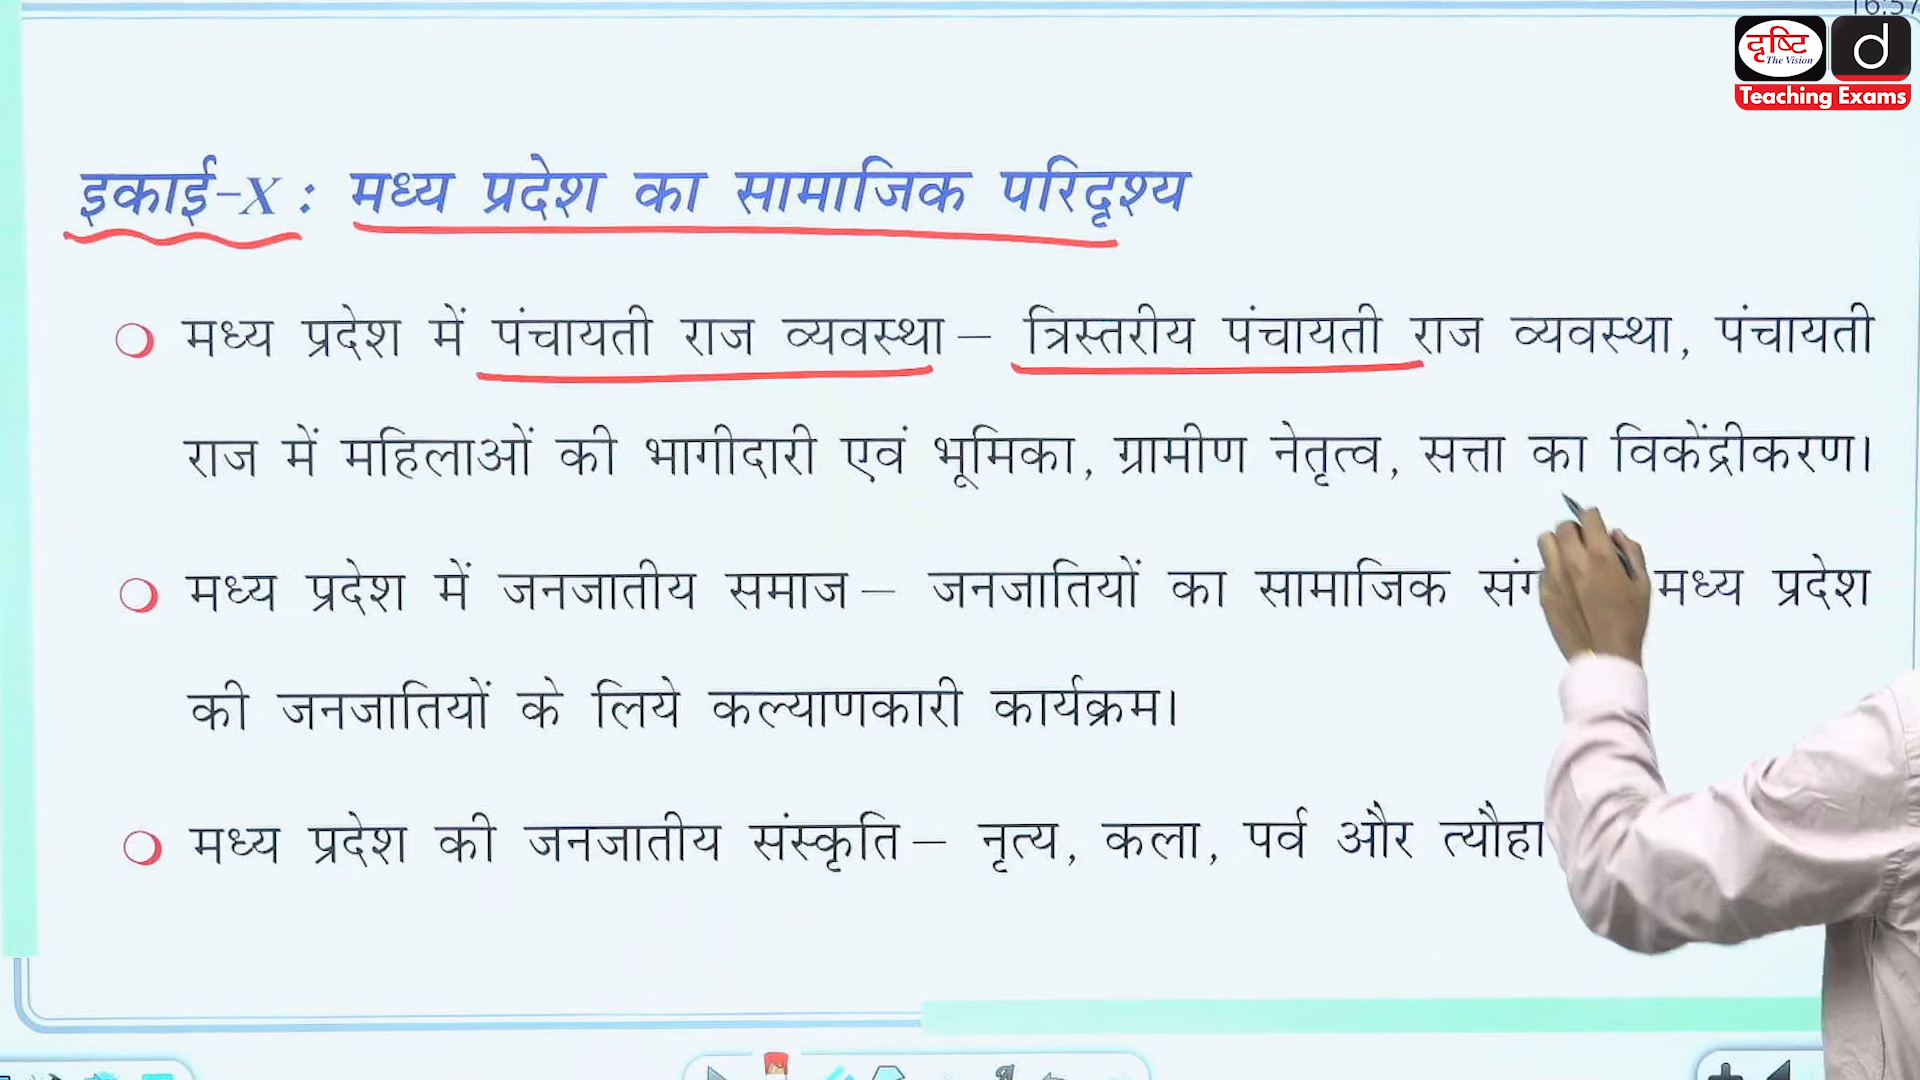 16:57
दृष्टि
The Vision
d
Teaching Exams
इकाई-X : मध्य प्रदेश का सामाजिक परिदृश्य
मध्य प्रदेश में पंचायती राज व्यवस्था– त्रिस्तरीय पंचायती राज व्यवस्था, पंचायती
राज में महिलाओं की भागीदारी एवं भूमिका, ग्रामीण नेतृत्व, सत्ता का विकेंद्रीकरण।
मध्य प्रदेश में जनजातीय समाज– जनजातियों का सामाजिक मध्य प्रदेश
की जनजातियों के लिये कल्याणकारी कार्यक्रम।
मध्य प्रदेश की जनजातीय संस्कृति– नृत्य, कला, पर्व और